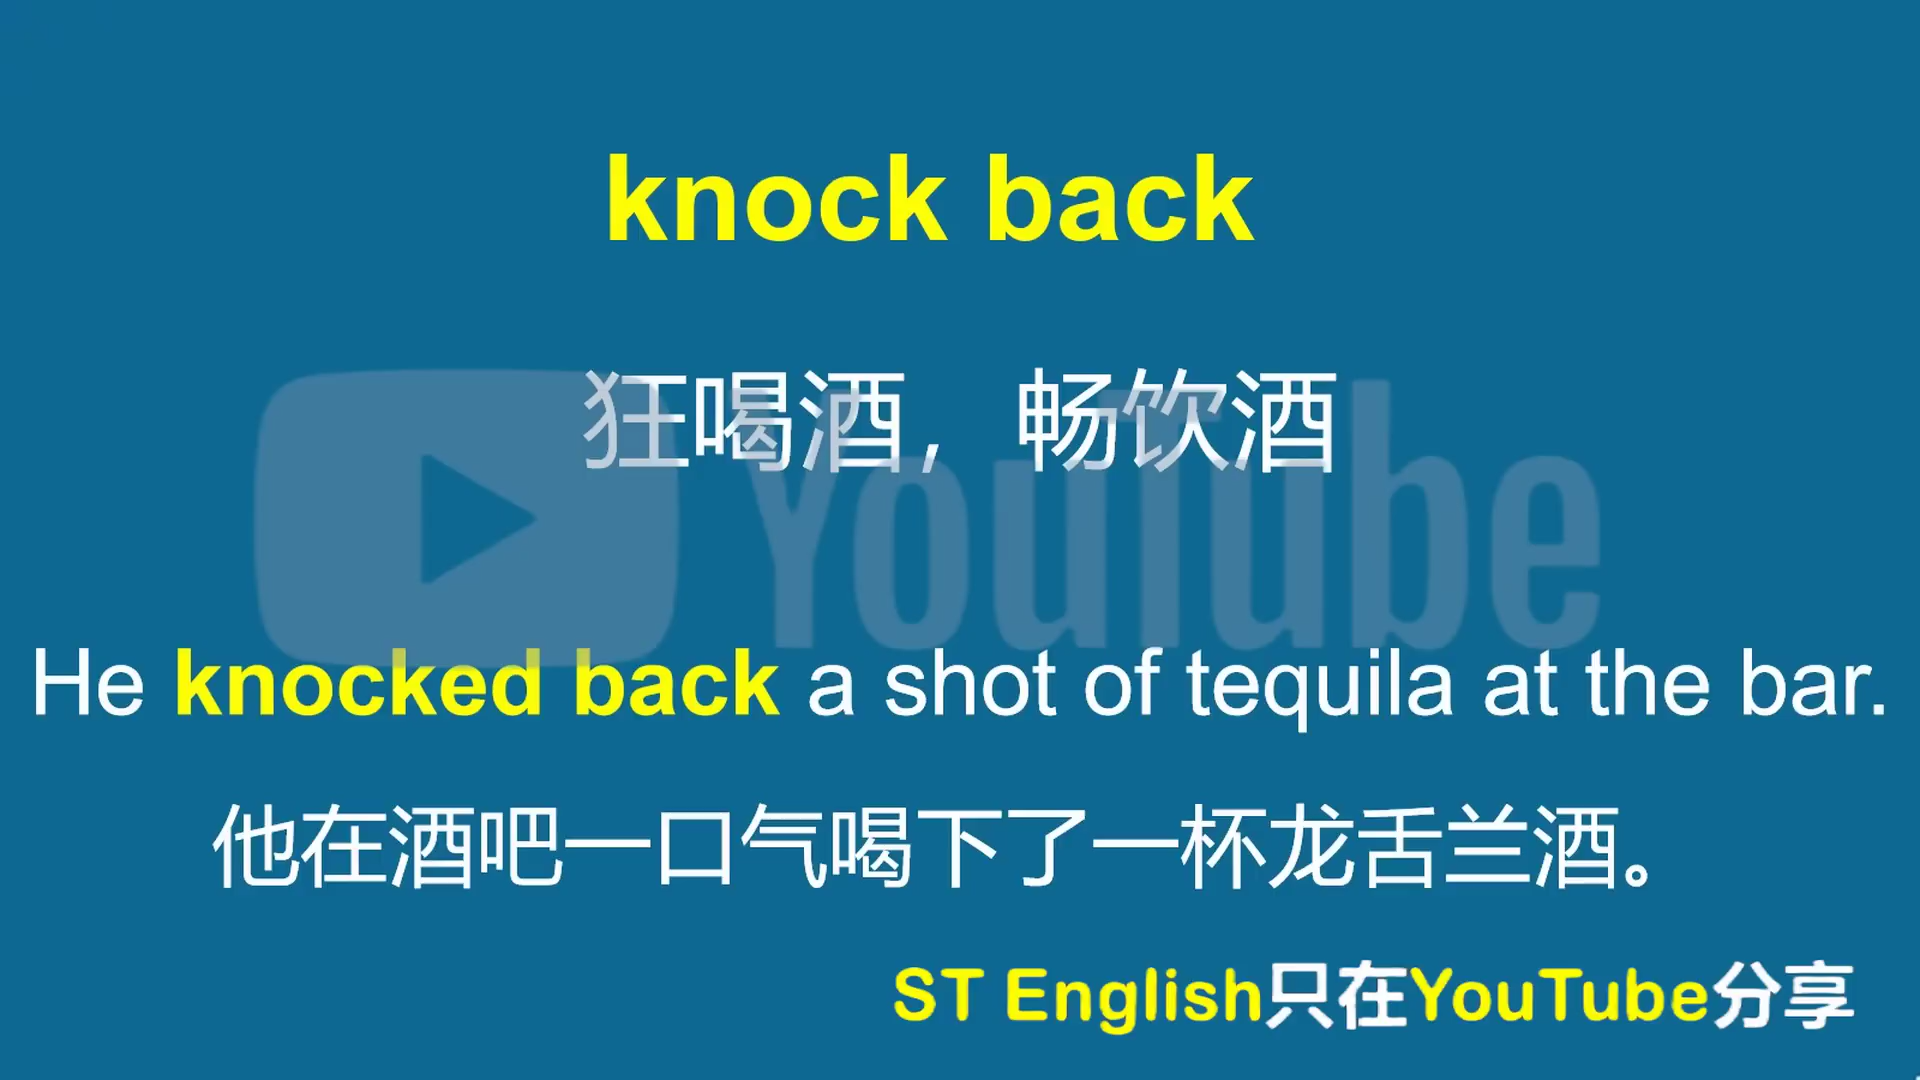 knock back
狂喝酒，畅饮酒
YouTube
He knocked back a shot of tequila at the bar.
他在酒吧一口气喝下了一杯龙舌兰酒。
ST English只在YouTube分享